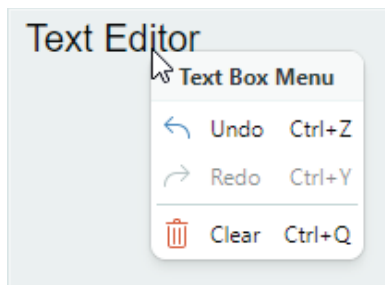 Text Editor
Text Box Menu
Undo Ctrl+Z
Redo Ctrl+Y
Clear Ctrl+Q